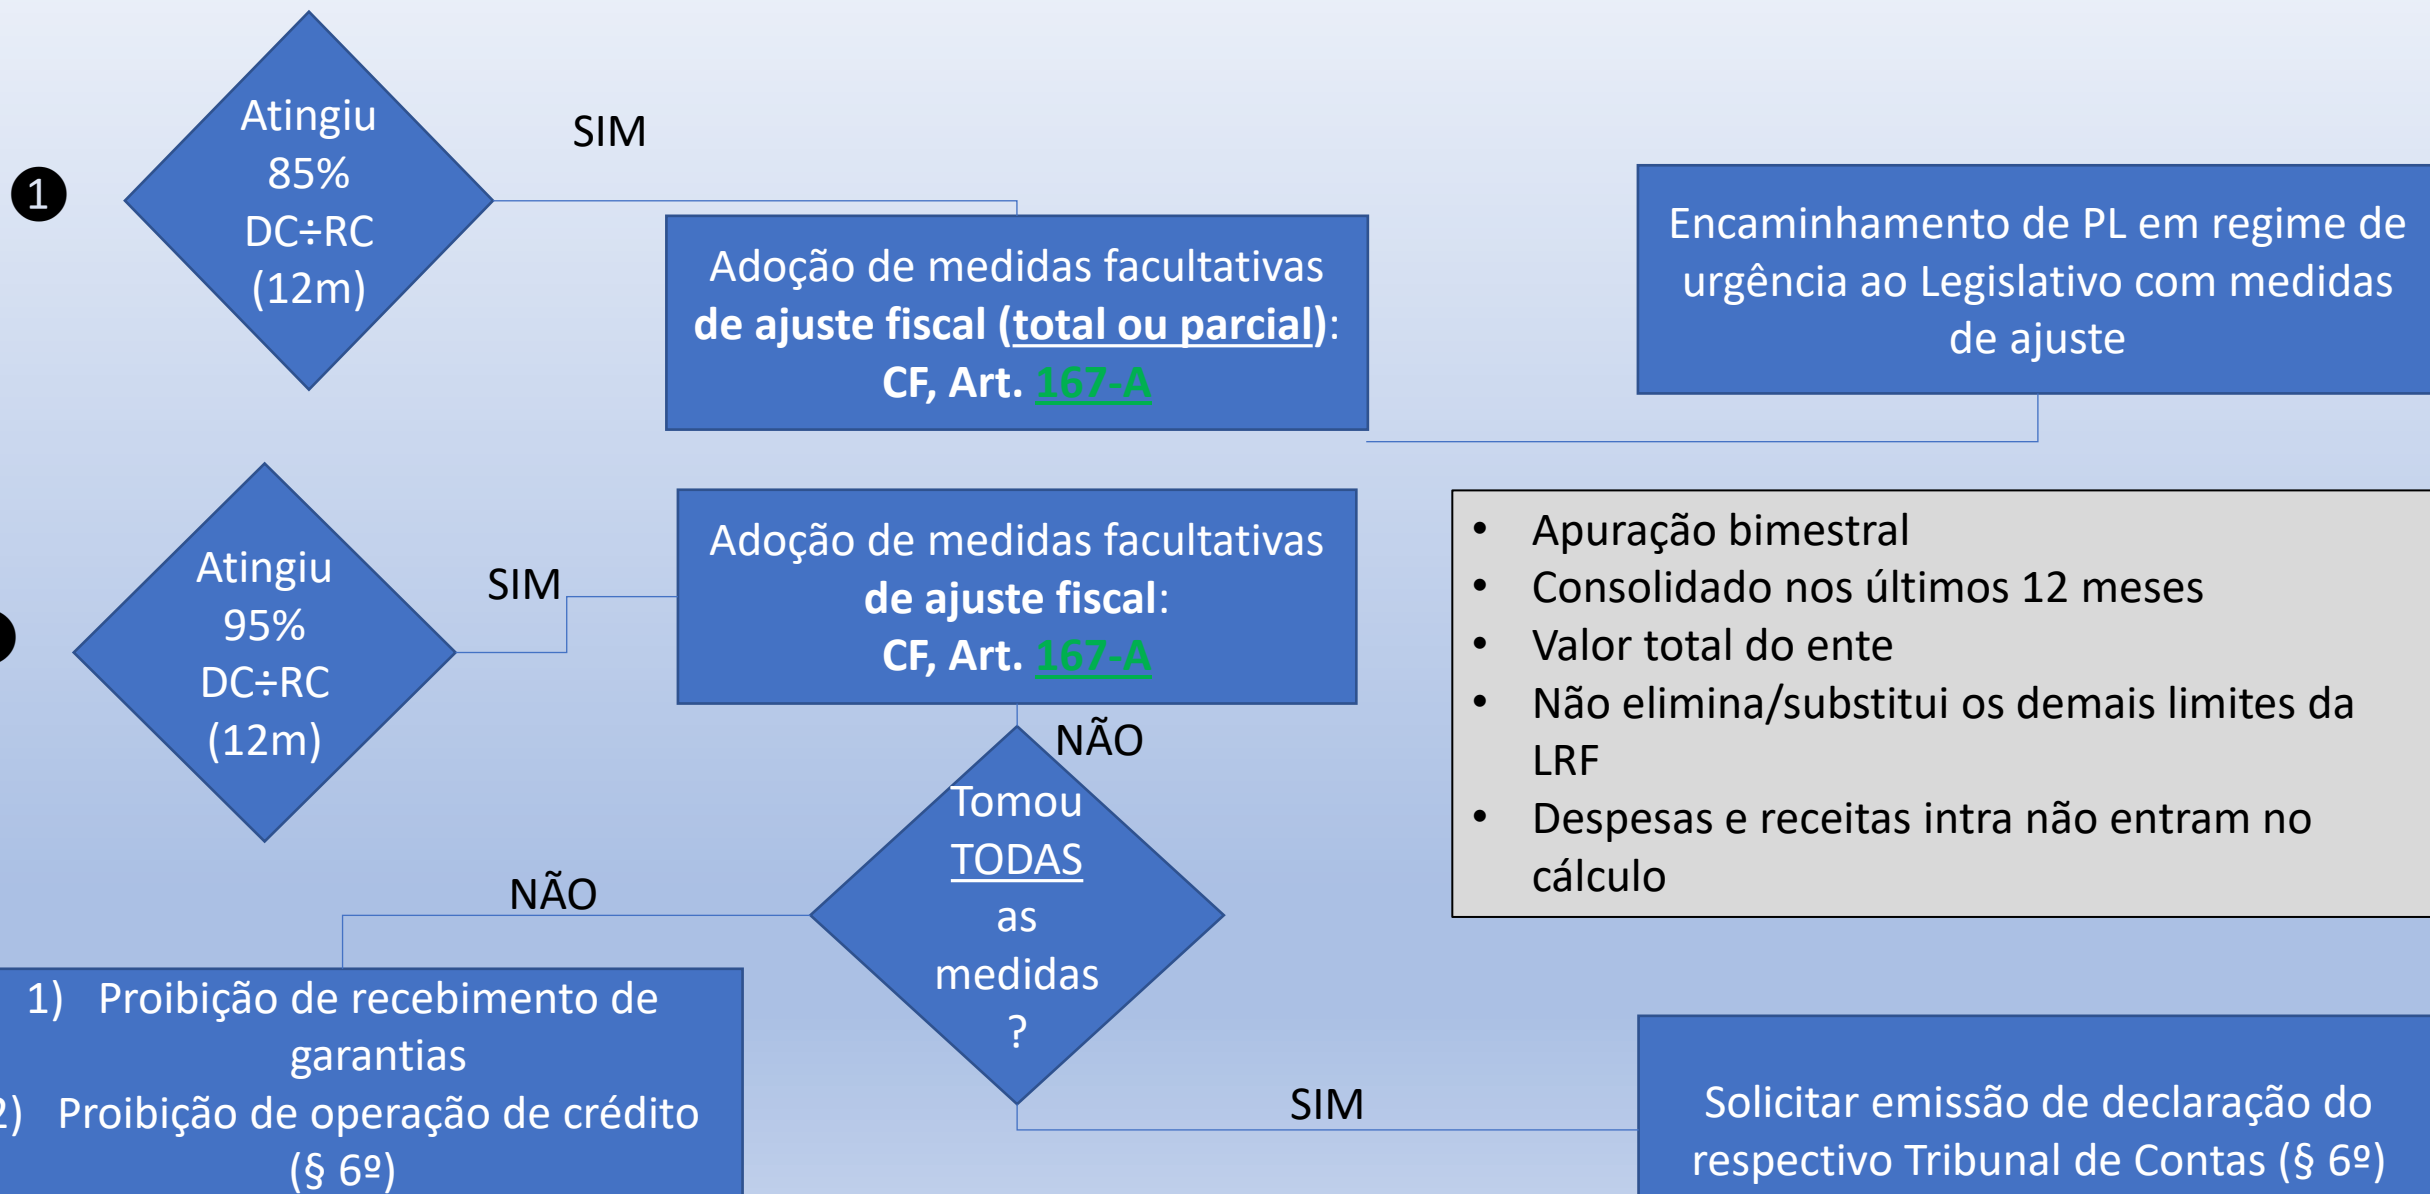 1
Atingiu
85%
DC÷RC
(12m)
SIM
Adoção de medidas facultativas
de ajuste fiscal (total ou parcial):
CF, Art. 167-A
Encaminhamento de PL em regime de
urgência ao Legislativo com medidas
de ajuste
Atingiu
95%
DC÷RC
(12m)
SIM
Adoção de medidas facultativas
de ajuste fiscal:
CF, Art. 167-A
• Apuração bimestral
• Consolidado nos últimos 12 meses
• Valor total do ente
• Não elimina/substitui os demais limites da
LRF
• Despesas e receitas intra não entram no
cálculo
NÃO
Tomou
TODAS
as
medidas
?
NÃO
1) Proibição de recebimento de
garantias
2) Proibição de operação de crédito
(§ 6º)
SIM
Solicitar emissão de declaração do
respectivo Tribunal de Contas (§ 6º)